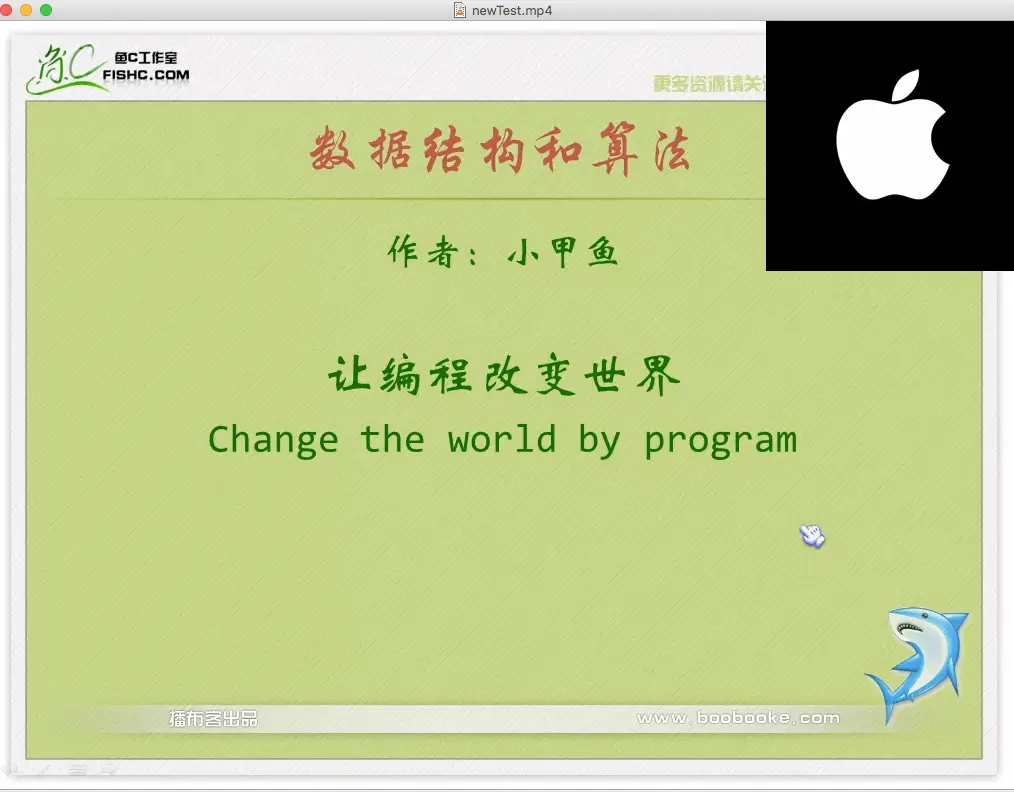 newTest.mp4
鱼C工作室
FISHC.COM
更多资源请关
数据结构和算法
作者：小甲鱼
让编程改变世界
Change the world by program
播布客出品
www.boobooke.com